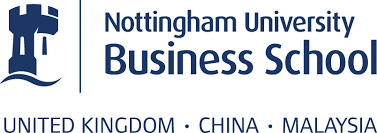 Nottingham University
Business School
UNITED KINGDOM · CHINA · MALAYSIA